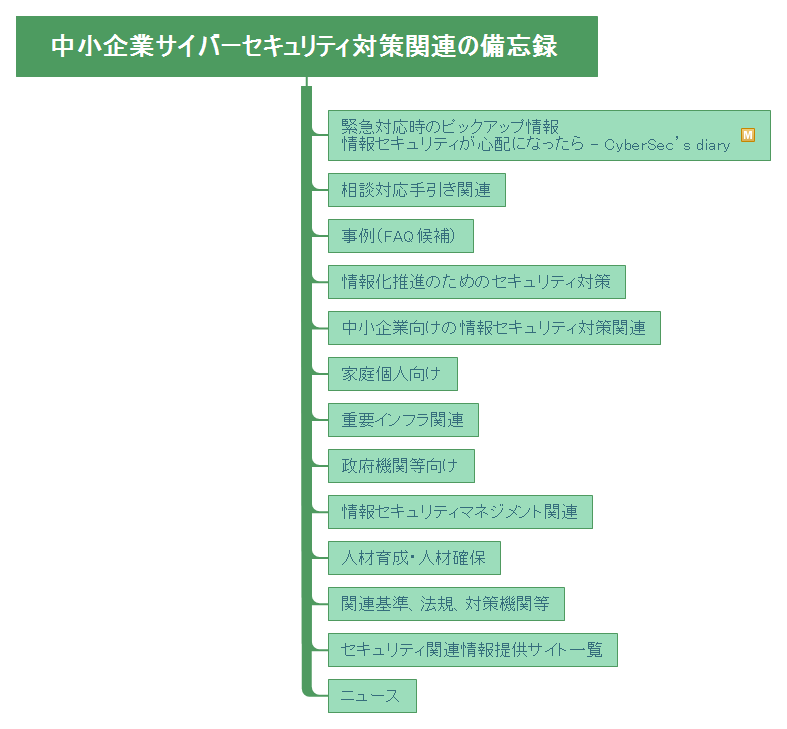 中小企業サイバーセキュリティ対策関連の備忘録
緊急対応時のピックアップ情報
情報セキュリティが心配になったら - CyberSec’s diary M
相談対応手引き関連
事例(FAQ候補)
情報化推進のためのセキュリティ対策
中小企業向けの情報セキュリティ対策関連
家庭個人向け
重要インフラ関連
政府機関等向け
情報セキュリティマネジメント関連
人材育成・人材確保
関連基準、法規、対策機関等
セキュリティ関連情報提供サイト一覧
ニュース